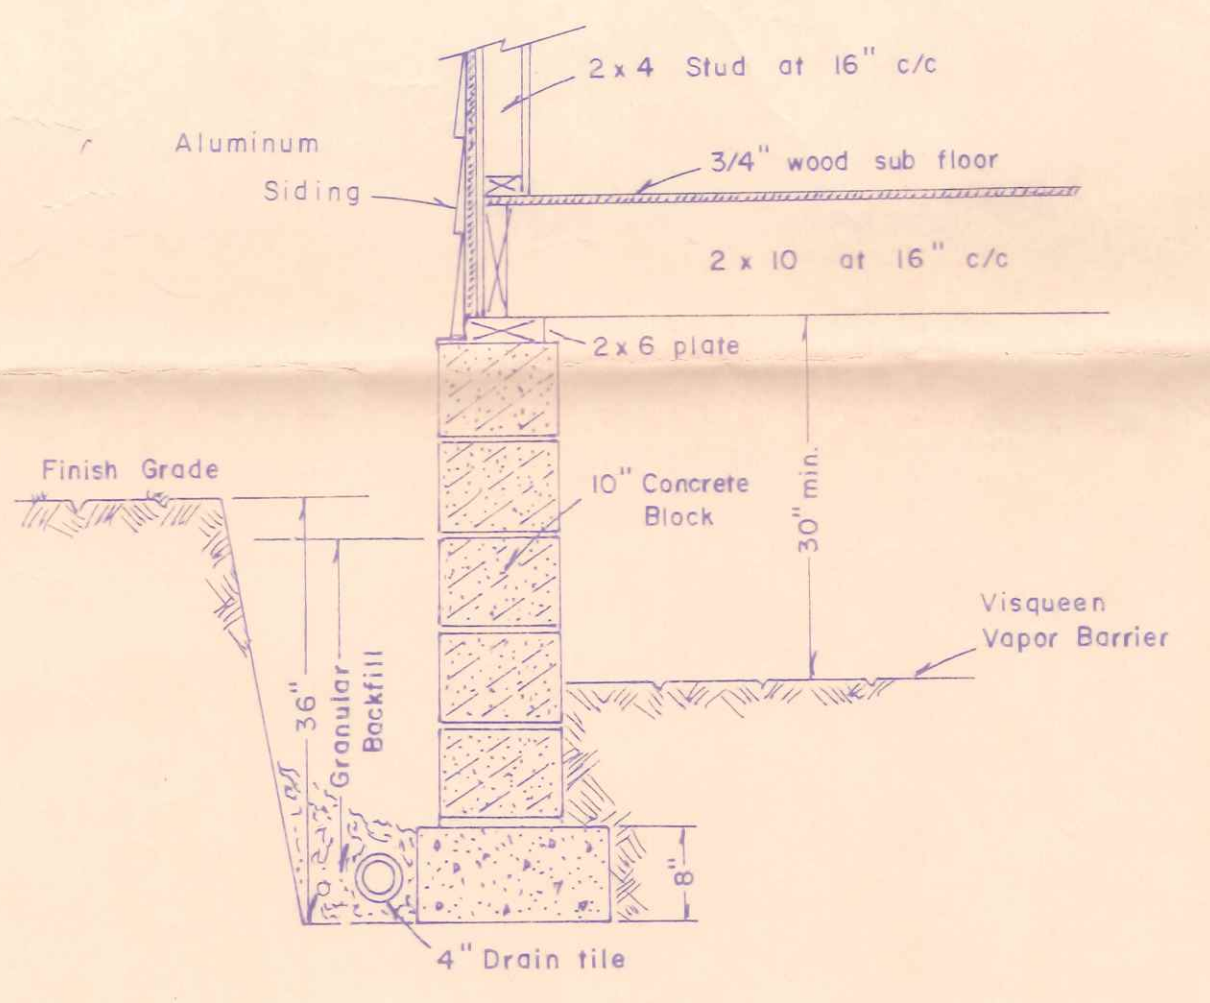 2 x 4 Stud at 16" c/c
Aluminum
Siding
3/4" wood sub floor
2 x 10 at 16" c/c
2 x 6 plate
Finish Grade
10" Concrete
Block
30" min.
Visqueen
Vapor Barrier
36"
Granular
Backfill
8"
4" Drain tile